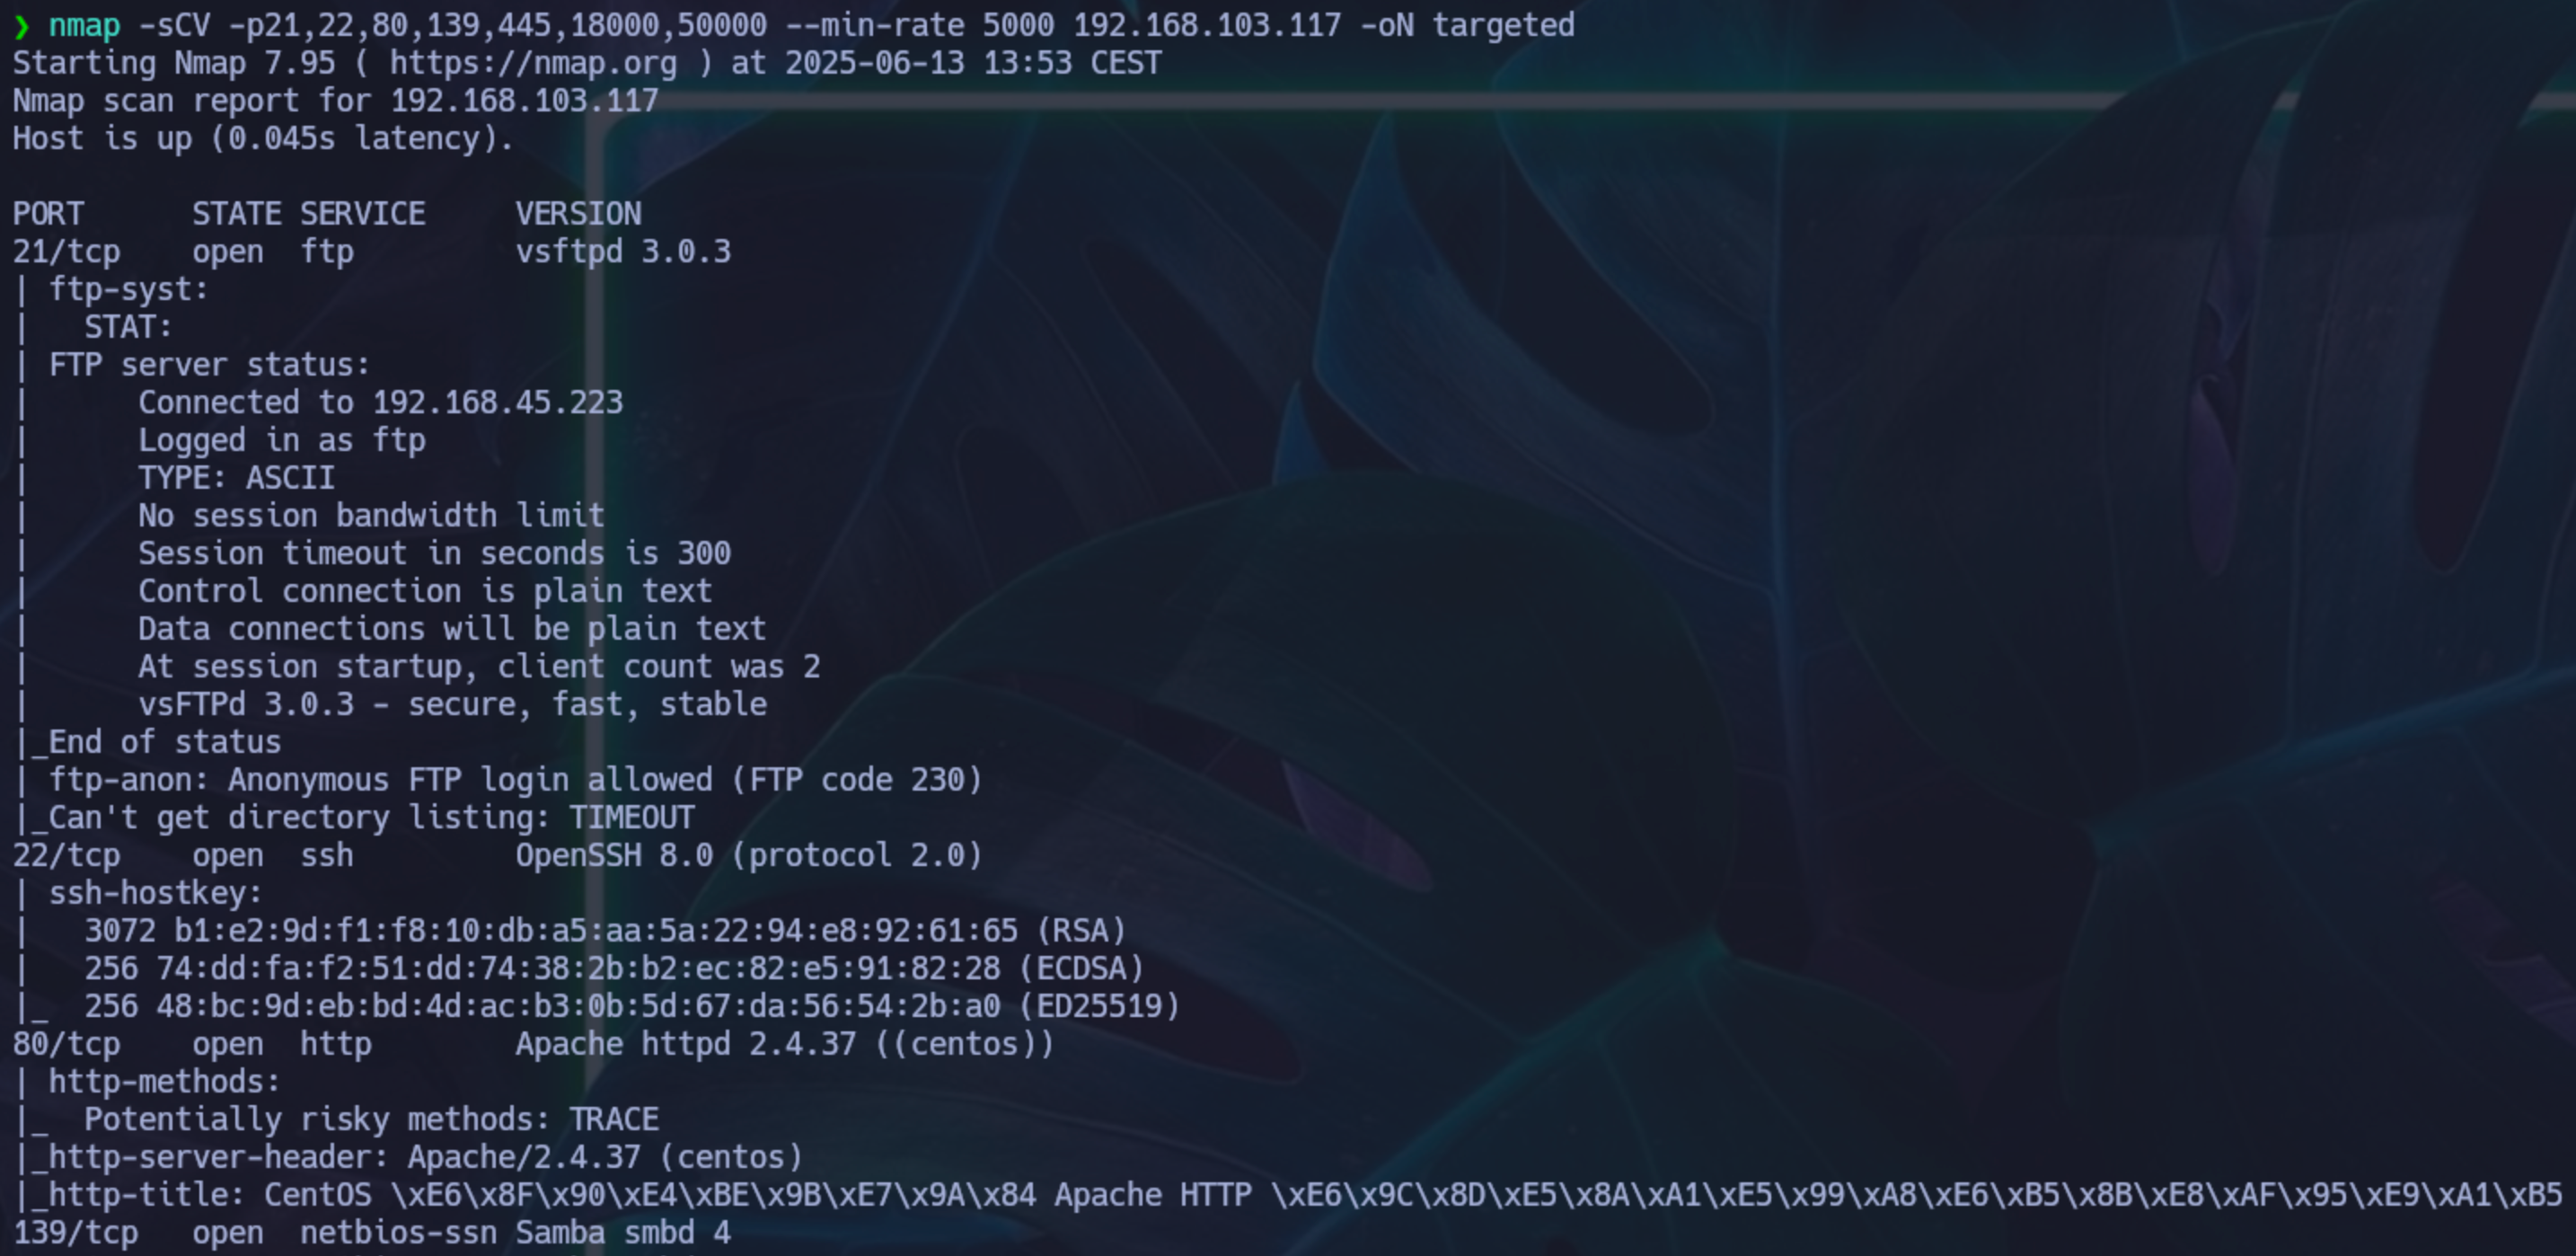 ❯ nmap -sCV -p21,22,80,139,445,18000,50000 --min-rate 5000 192.168.103.117 -oN targeted
Starting Nmap 7.95 ( https://nmap.org ) at 2025-06-13 13:53 CEST
Nmap scan report for 192.168.103.117
Host is up (0.045s latency).
PORT      STATE SERVICE     VERSION
21/tcp    open  ftp         vsftpd 3.0.3
| ftp-syst:
|   STAT:
| FTP server status:
|      Connected to 192.168.45.223
|      Logged in as ftp
|      TYPE: ASCII
|      No session bandwidth limit
|      Session timeout in seconds is 300
|      Control connection is plain text
|      Data connections will be plain text
|      At session startup, client count was 2
|      vsFTPd 3.0.3 - secure, fast, stable
|_End of status
| ftp-anon: Anonymous FTP login allowed (FTP code 230)
|_Can't get directory listing: TIMEOUT
22/tcp    open  ssh         OpenSSH 8.0 (protocol 2.0)
| ssh-hostkey:
|   3072 b1:e2:9d:f1:f8:10:db:a5:aa:5a:22:94:e8:92:61:65 (RSA)
|   256 74:dd:fa:f2:51:dd:74:38:2b:b2:ec:82:e5:91:82:28 (ECDSA)
|_  256 48:bc:9d:eb:bd:4d:ac:b3:0b:5d:67:da:56:54:2b:a0 (ED25519)
80/tcp    open  http        Apache httpd 2.4.37 ((centos))
| http-methods:
|_  Potentially risky methods: TRACE
|_http-server-header: Apache/2.4.37 (centos)
|_http-title: CentOS \xE6\x8F\x90\xE4\xBE\x9B\xE7\x9A\x84 Apache HTTP \xE6\x9C\x8D\xE5\x8A\xA1\xE5\x99\xA8\xE6\xB5\x8B\xE8\xAF\x95\xE9\xA1\xB5
139/tcp   open  netbios-ssn Samba smbd 4